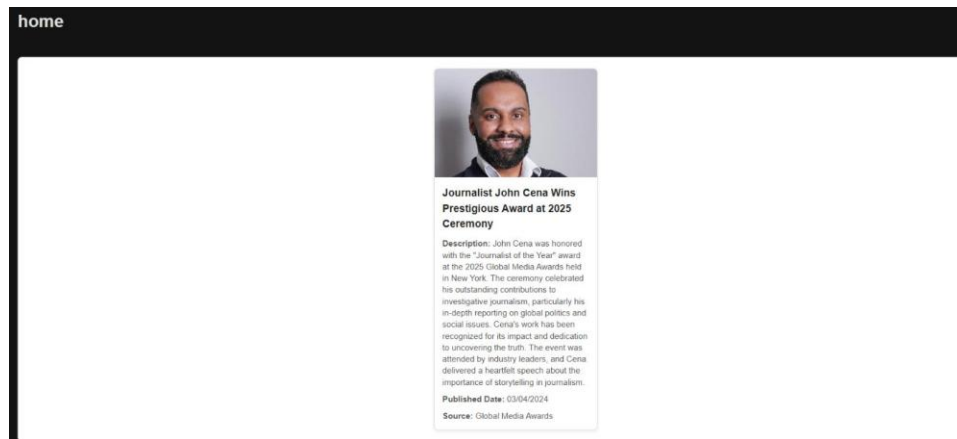 home
Journalist John Cena Wins
Prestigious Award at 2025
Ceremony
Description: John Cena was honored
with the "Journalist of the Year" award
at the 2025 Global Media Awards held
in New York. The ceremony celebrated
his outstanding contributions to
investigative journalism, particularly his
in-depth reporting on global politics and
social issues. Cena's work has been
recognized for its impact and dedication
to uncovering the truth. The event was
attended by industry leaders, and Cena
delivered a heartfelt speech about the
importance of storytelling in journalism.
Published Date: 03/04/2024
Source: Global Media Awards